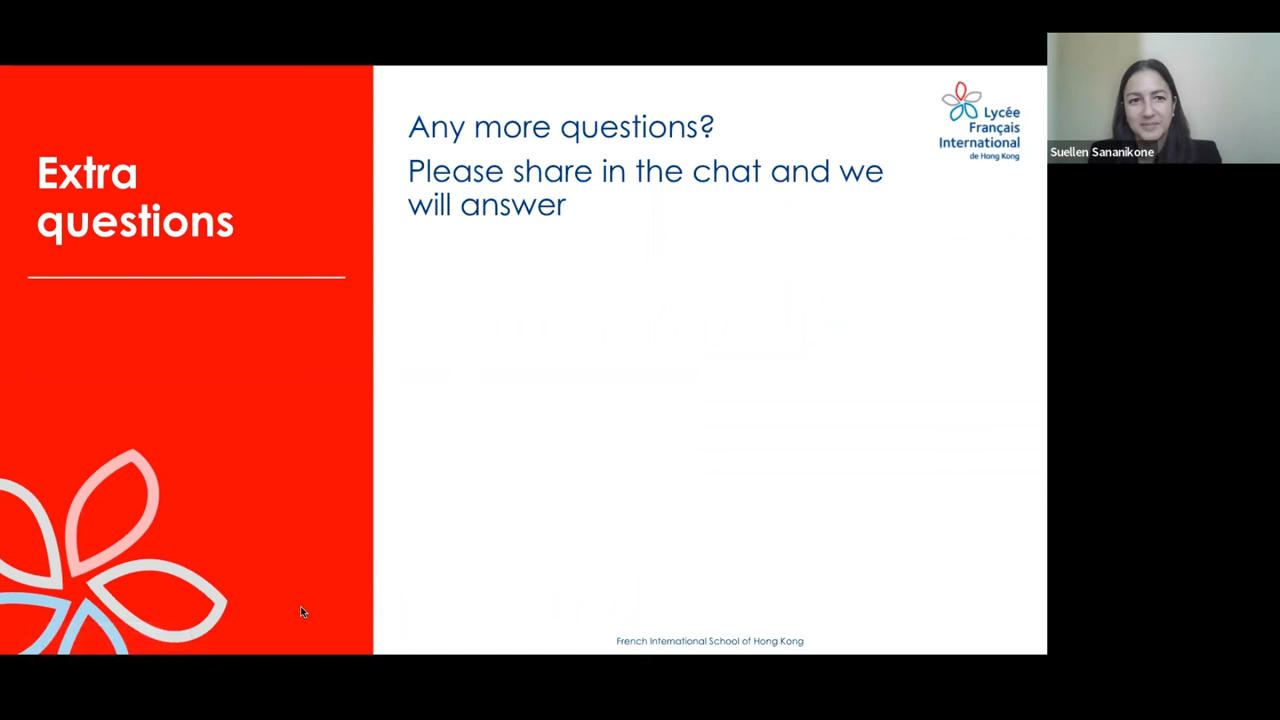 Extra
questions
Any more questions?
Please share in the chat and we
will answer
Lycée
Français
International
de Hong Kong
Suellen Sananikone
French International School of Hong Kong